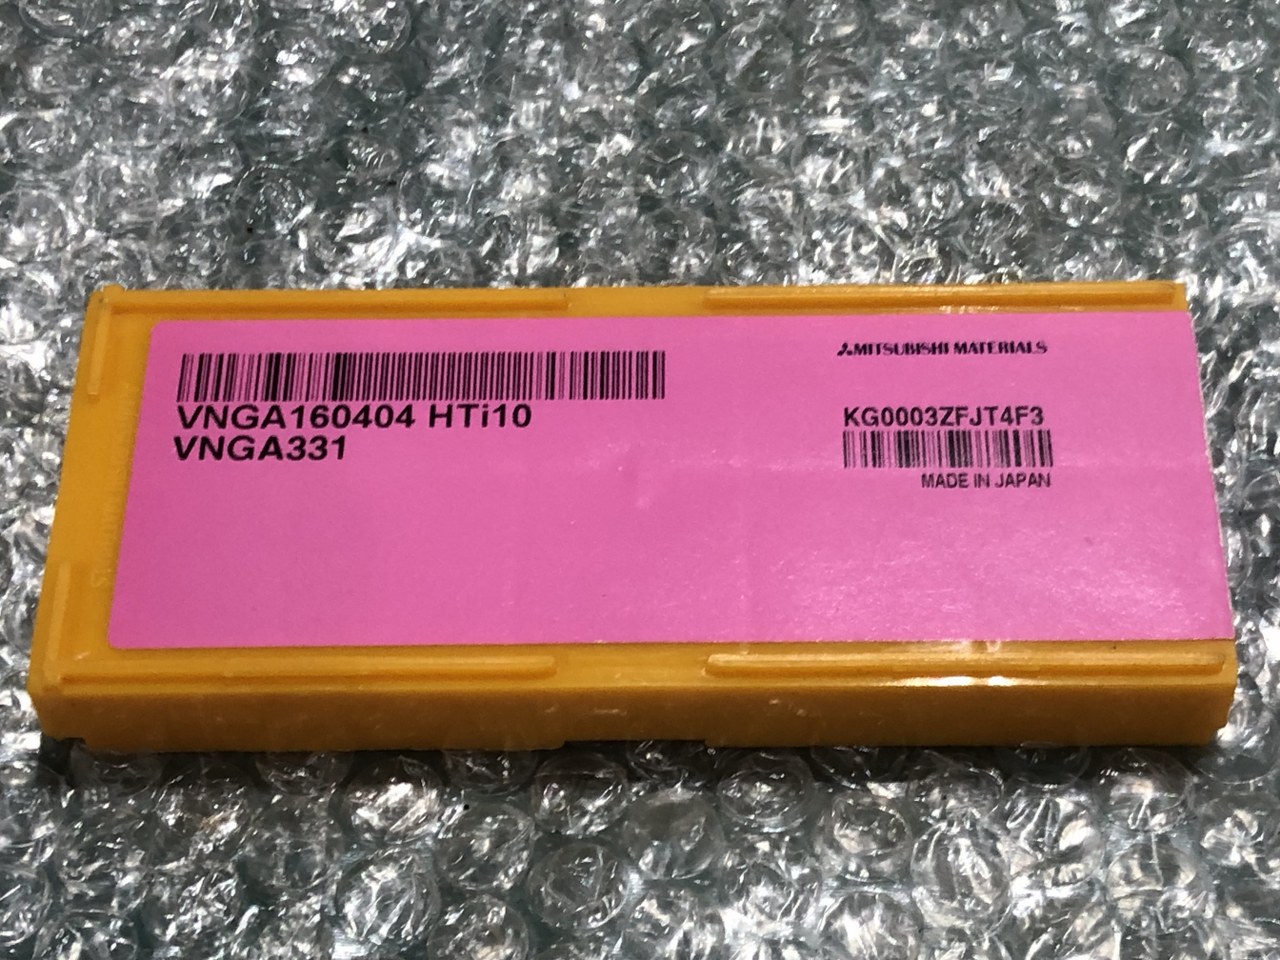 VNGA160404 HTi10
VNGA331
MITSUBISHI MATERIALS
KG0003ZFJT4F3
MADE IN JAPAN